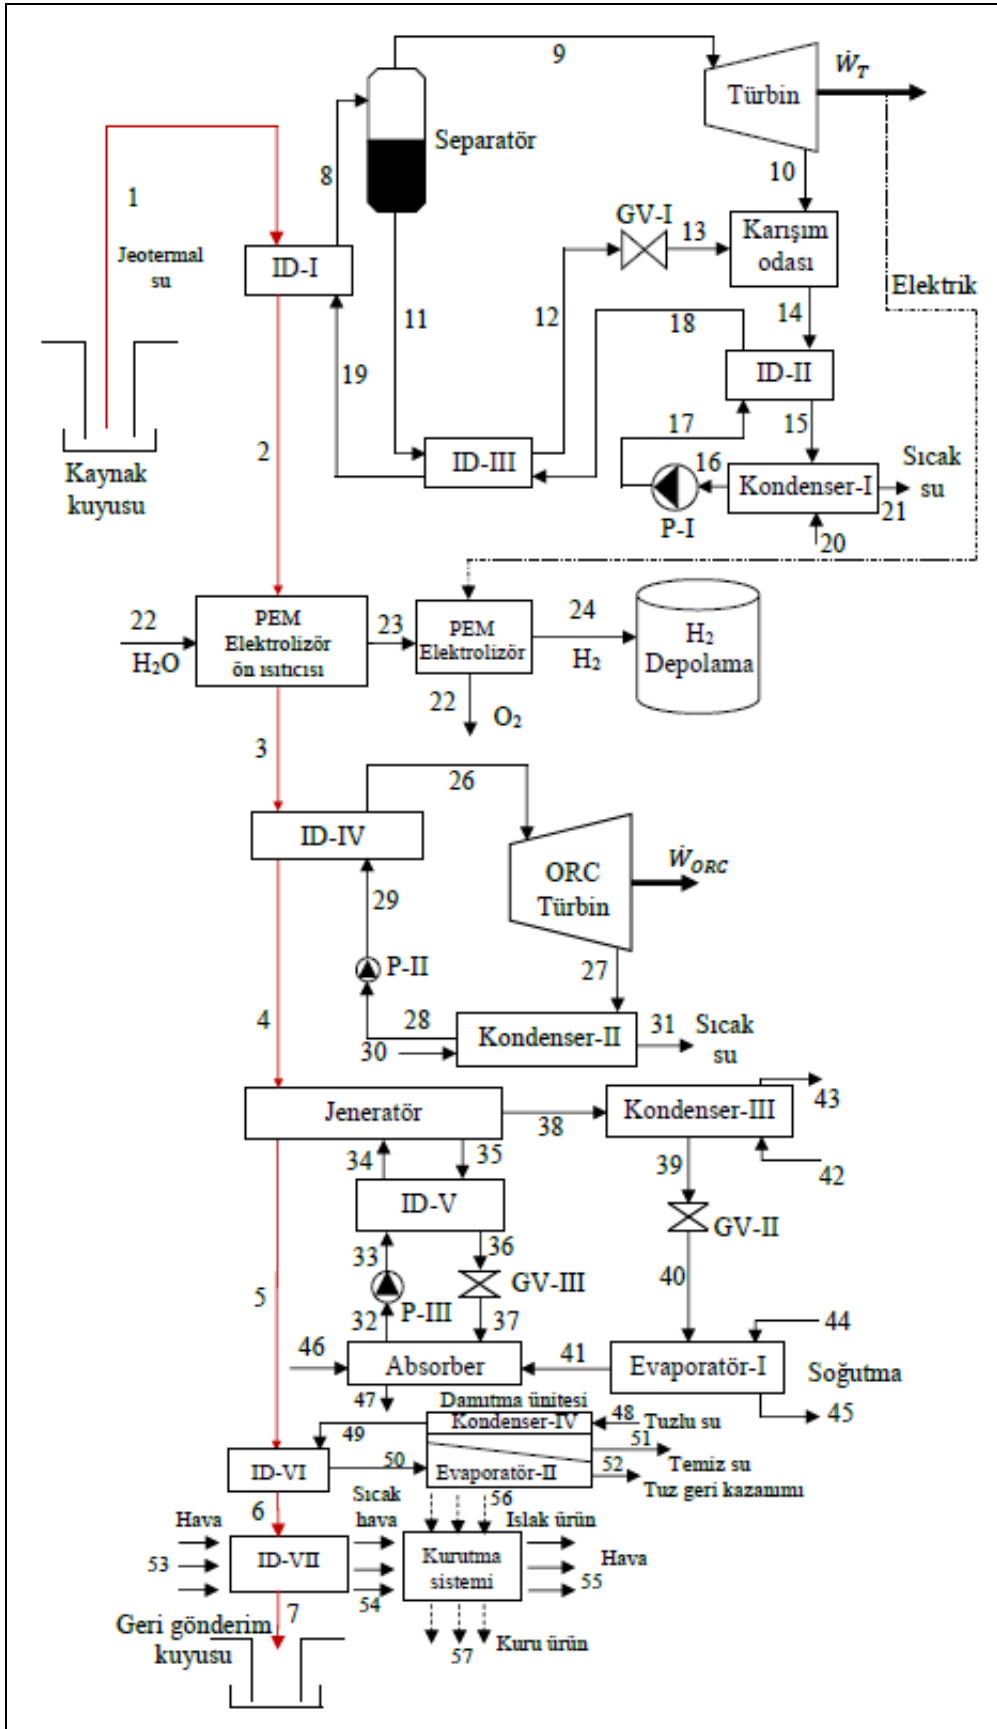 9
Ẇ_T
Türbin
Separatör
8
1
10
GV-I
13
Karışım
odası
Jeotermal
su
ID-I
Elektrik
11
12
18
14
19
ID-II
17
15
2
ID-III
16
Kondenser-I
Sıcak
su
21
Kaynak
kuyusu
P-I
20
22
H₂O
PEM
Elektrolizör
ön ısıtıcısı
23
PEM
Elektrolizör
24
H₂
H₂
Depolama
22
O₂
3
26
ID-IV
ORC
Türbin
Ẇ_ORC
29
P-II
27
4
28
30
Kondenser-II
31
Sıcak
su
Jeneratör
38
Kondenser-III
43
34
35
39
42
ID-V
33
36
GV-II
5
P-III
GV-III
40
32
37
44
46
Absorber
41
Evaporatör-I
Soğutma
47
45
Damıtma ünitesi
49
Kondenser-IV
48
Tuzlu su
51
ID-VI
50
Evaporatör-II
52
Temiz su
Tuz geri kazanımı
6
56
Hava
Sıcak
hava
Islak ürün
53
ID-VII
Kurutma
sistemi
Hava
54
55
7
Geri gönderim
kuyusu
57
Kuru ürün